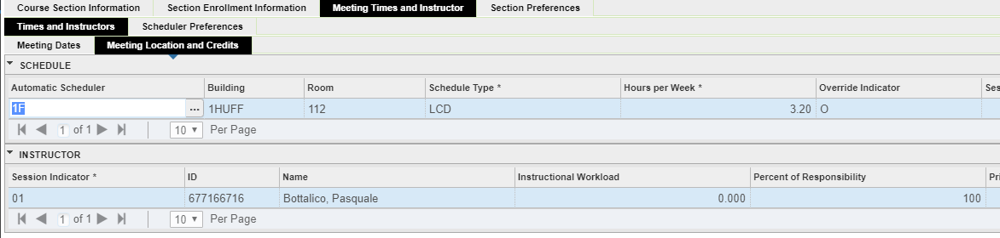 Course Section Information Section Enrollment Information Meeting Times and Instructor Section Preferences
Times and Instructors Scheduler Preferences
Meeting Dates Meeting Location and Credits
SCHEDULE
Automatic Scheduler Building Room Schedule Type * Hours per Week * Override Indicator Ses
1F ... 1HUFF 112 LCD 3.20 O
1 of 1 10 Per Page
INSTRUCTOR
Session Indicator * ID Name Instructional Workload Percent of Responsibility Pri
01 677166716 Bottalico, Pasquale 0.000 100
1 of 1 10 Per Page